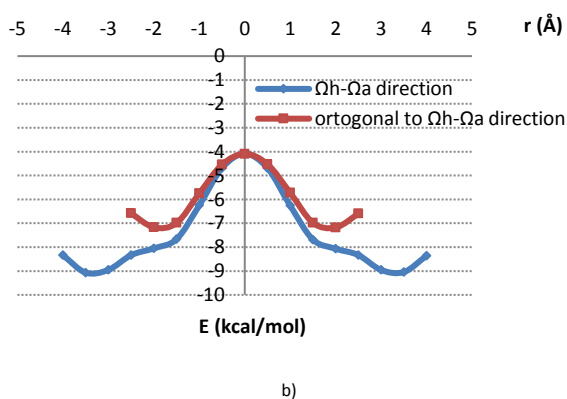 -5 -4 -3 -2 -1 0 1 2 3 4 5 r (Å)
0
-1
Ωh-Ωa direction
-2
ortogonal to Ωh-Ωa direction
-3
-4
-5
-6
-7
-8
-9
-10
E (kcal/mol)
b)